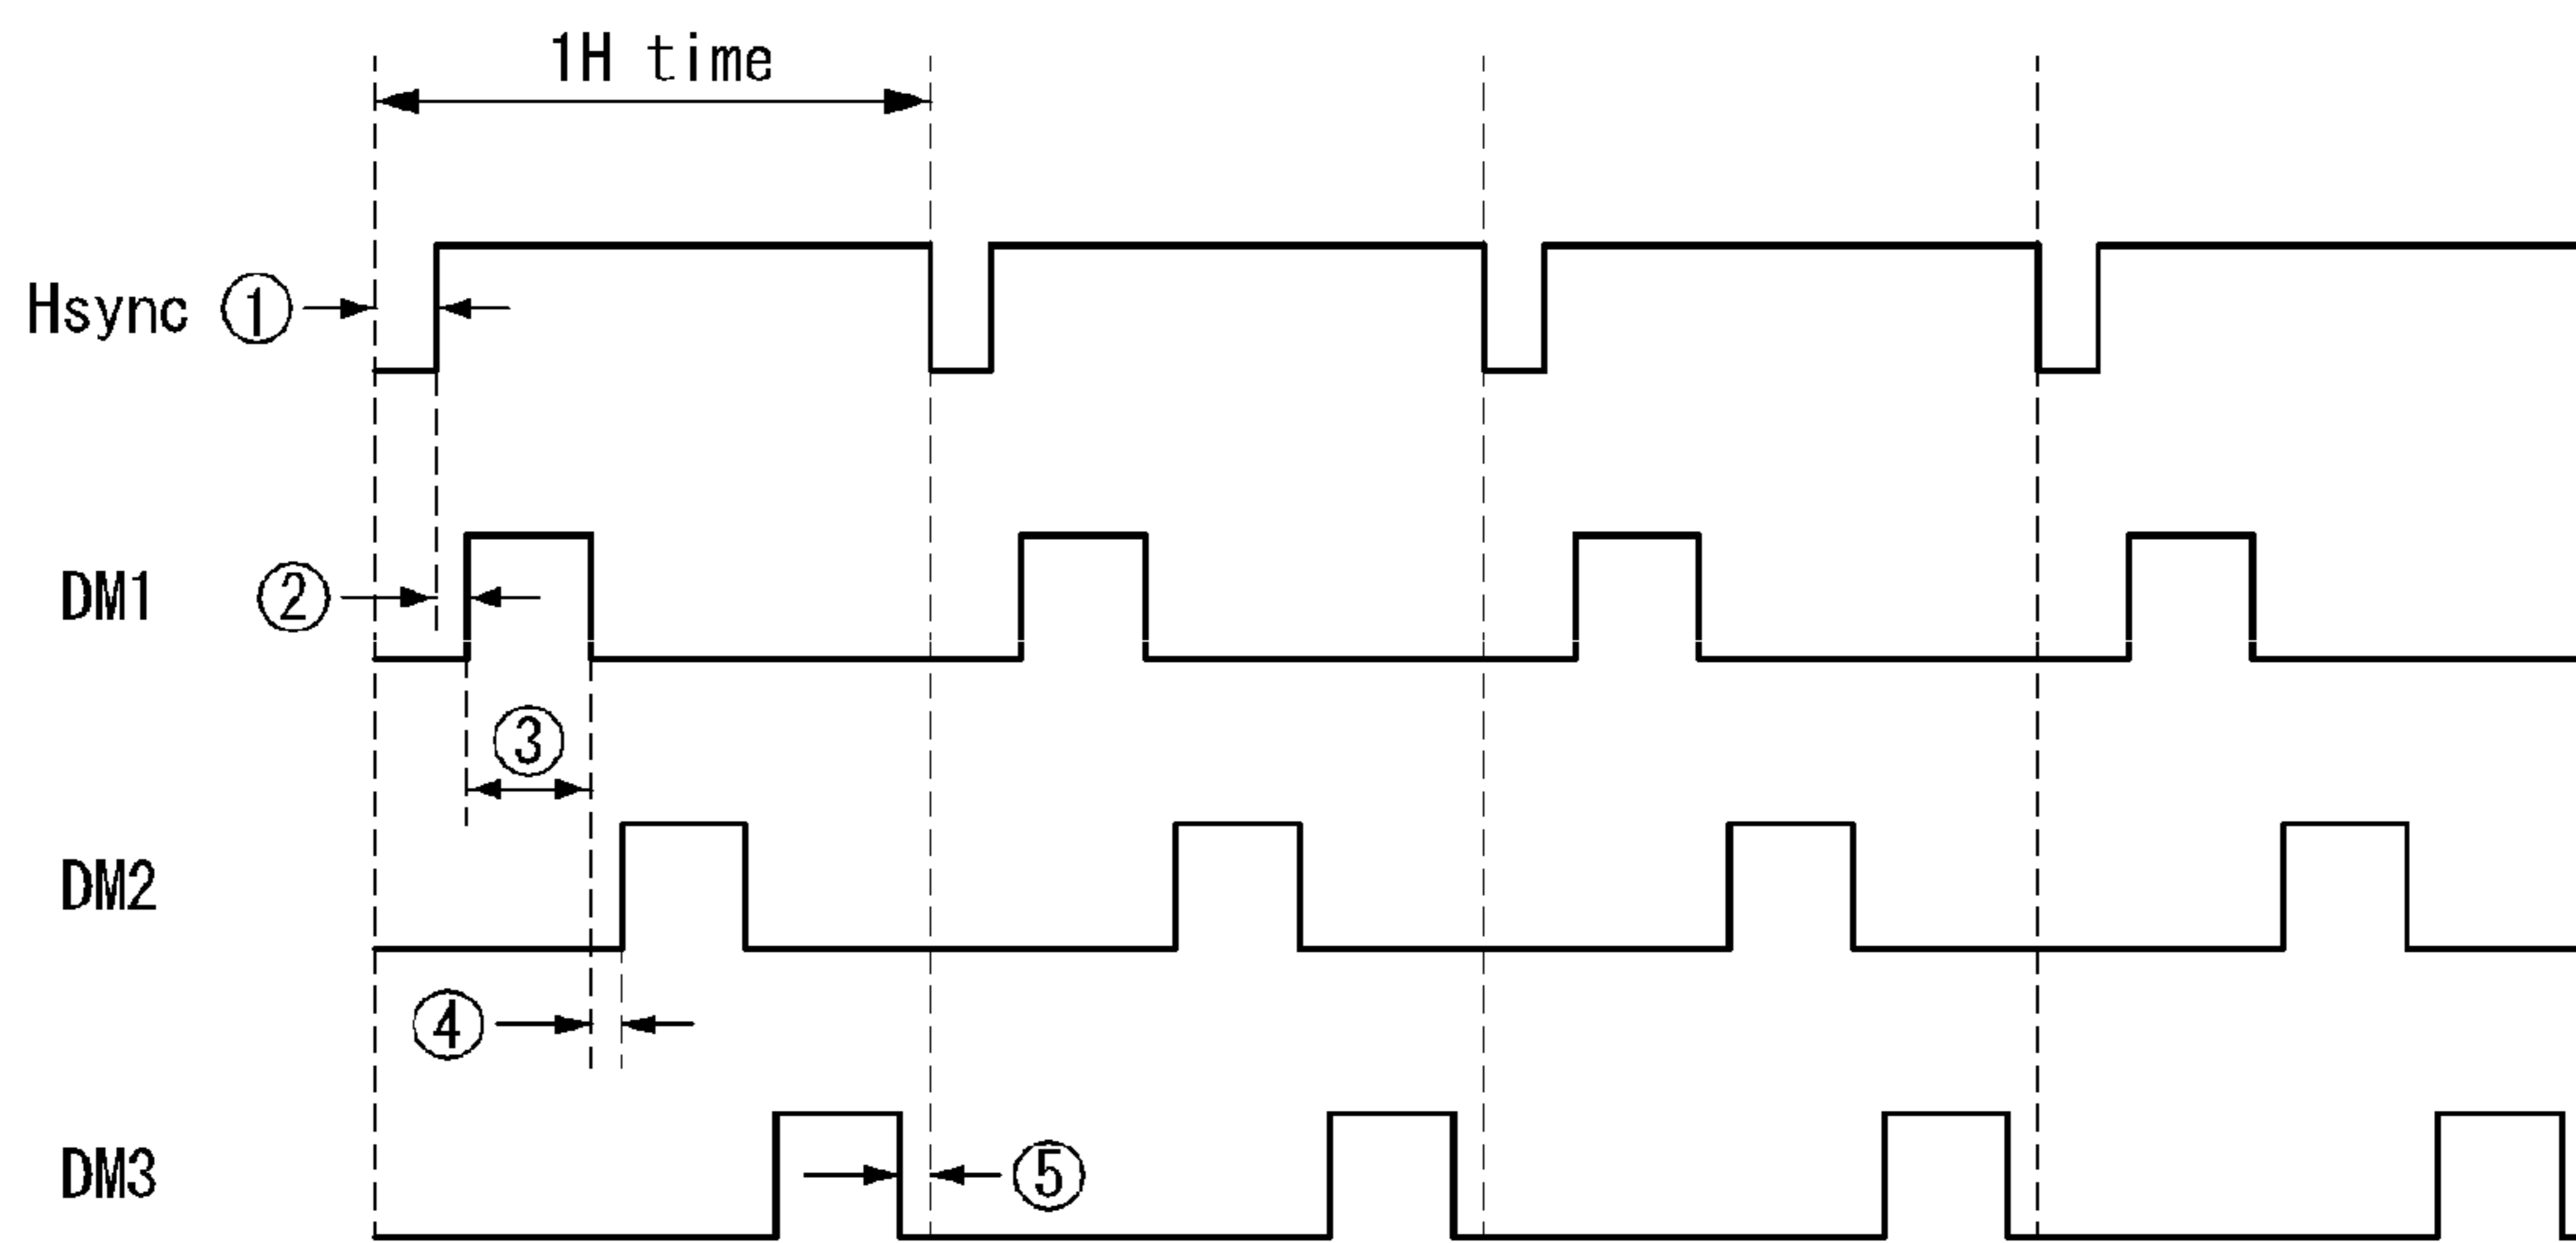 1H time
Hsync ①
DM1 ②
③
DM2
④
DM3 ⑤